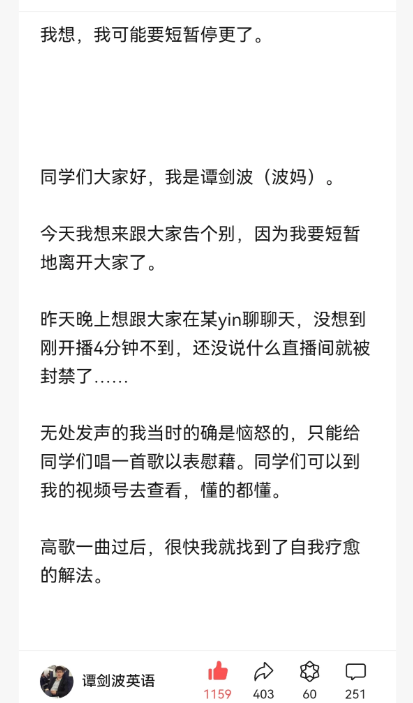 我想，我可能要短暂停更了。
同学们大家好，我是谭剑波（波妈）。
今天我想来跟大家告个别，因为我要短暂
地离开大家了。
昨天晚上想跟大家在某yin聊聊天，没想到
刚开播4分钟不到，还没说什么直播间就被
封禁了……
无处发声的我当时的确是恼怒的，只能给
同学们唱一首歌以表慰藉。同学们可以到
我的视频号去查看，懂的都懂。
高歌一曲过后，很快我就找到了自我疗愈
的解法。
谭剑波英语
1159 403 60 251